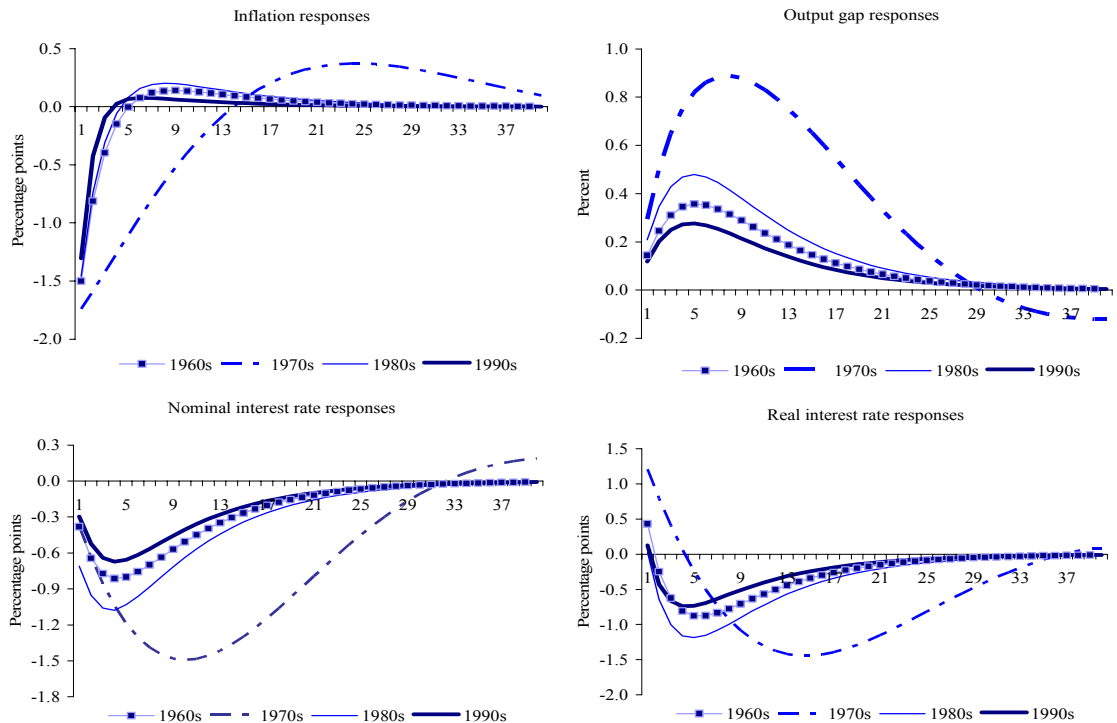 Inflation responses
0.5
0.0
-0.5
-1.0
-1.5
-2.0
Percentage points
1 5 9 13 17 21 25 29 33 37
1960s 1970s 1980s 1990s
Output gap responses
1.0
0.8
0.6
0.4
0.2
0.0
-0.2
Percent
1 5 9 13 17 21 25 29 33 37
1960s 1970s 1980s 1990s
Nominal interest rate responses
0.3
0.0
-0.3
-0.6
-0.9
-1.2
-1.5
-1.8
Percentage points
1 5 9 13 17 21 25 29 33 37
1960s 1970s 1980s 1990s
Real interest rate responses
1.5
1.0
0.5
0.0
-0.5
-1.0
-1.5
-2.0
Percentage points
1 5 9 13 17 21 25 29 33 37
1960s 1970s 1980s 1990s